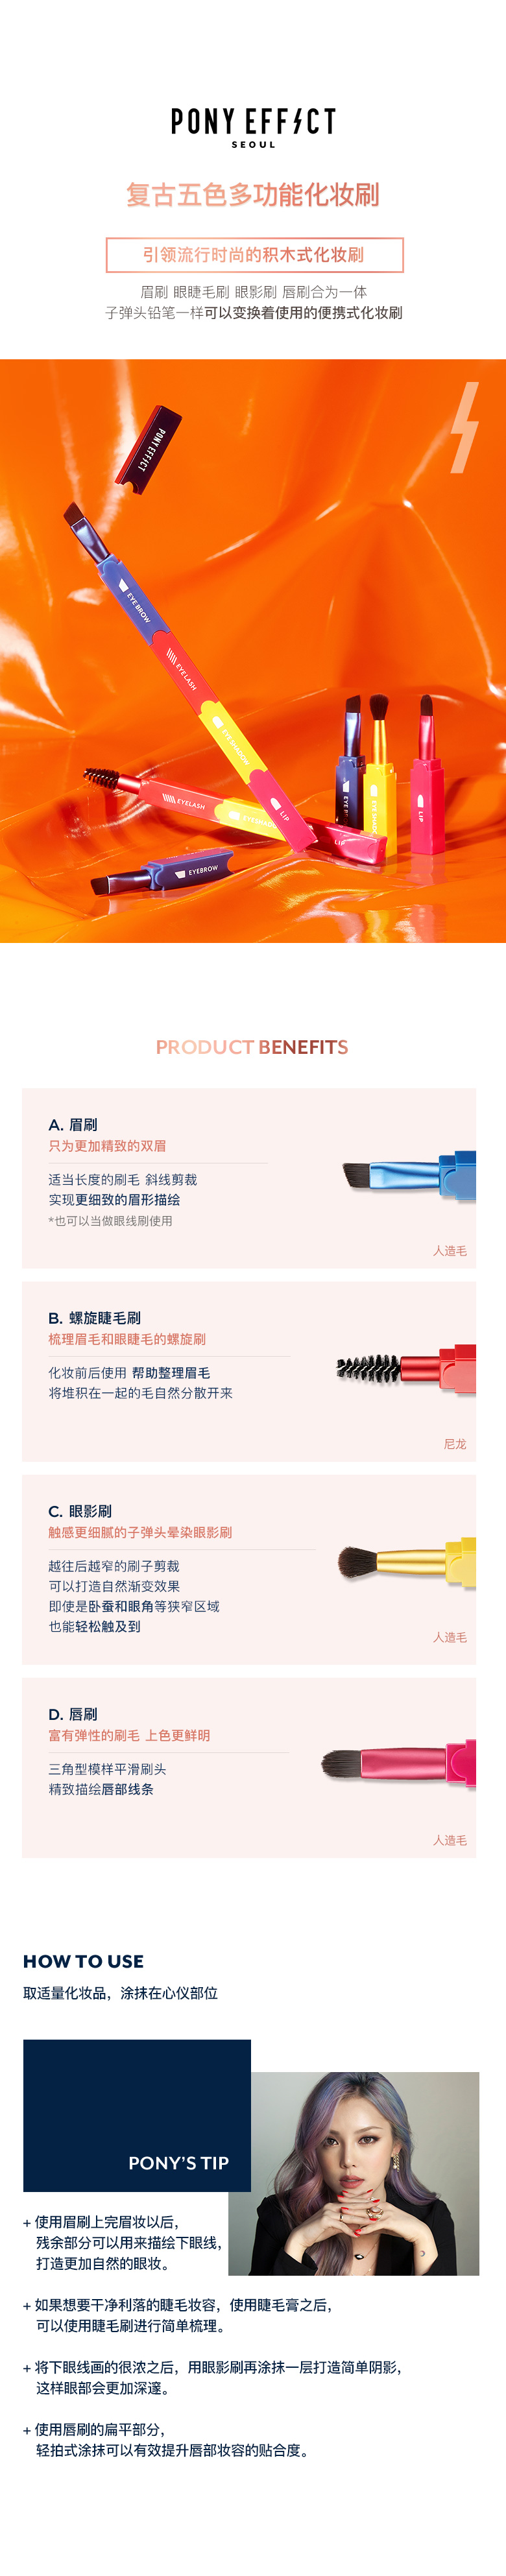 PONY EFFECT
SEOUL
复古五色多功能化妆刷
引领流行时尚的积木式化妆刷
眉刷 眼睫毛刷 眼影刷 唇刷合为一体
子弹头铅笔一样可以变换着使用的便携式化妆刷
PONY EFFECT
EYEBROW
EYELASH
EYESHADOW
LIP
EYELASH
EYESHADOW
LIP
EYEBROW
LIP
PRODUCT BENEFITS
A. 眉刷
只为更加精致的双眉
适当长度的刷毛 斜线剪裁
实现更细致的眉形描绘
*也可以当做眼线刷使用
人造毛
B. 螺旋睫毛刷
梳理眉毛和眼睫毛的螺旋刷
化妆前后使用 帮助整理眉毛
将堆积在一起的毛自然分散开来
尼龙
C. 眼影刷
触感更细腻的子弹头晕染眼影刷
越往后越窄的刷子剪裁
可以打造自然渐变效果
即使是卧蚕和眼角等狭窄区域
也能轻松触及到
人造毛
D. 唇刷
富有弹性的刷毛 上色更鲜明
三角型模样平滑刷头
精致描绘唇部线条
人造毛
HOW TO USE
取适量化妆品，涂抹在心仪部位
PONY'S TIP
+ 使用眉刷上完眉妆以后，
残余部分可以用来描绘下眼线，
打造更加自然的眼妆。
+ 如果想要干净利落的睫毛妆容，使用睫毛膏之后，
可以使用睫毛刷进行简单梳理。
+ 将下眼线画的很浓之后，用眼影刷再涂抹一层打造简单阴影，
这样眼部会更加深邃。
+ 使用唇刷的扁平部分，
轻拍式涂抹可以有效提升唇部妆容的贴合度。